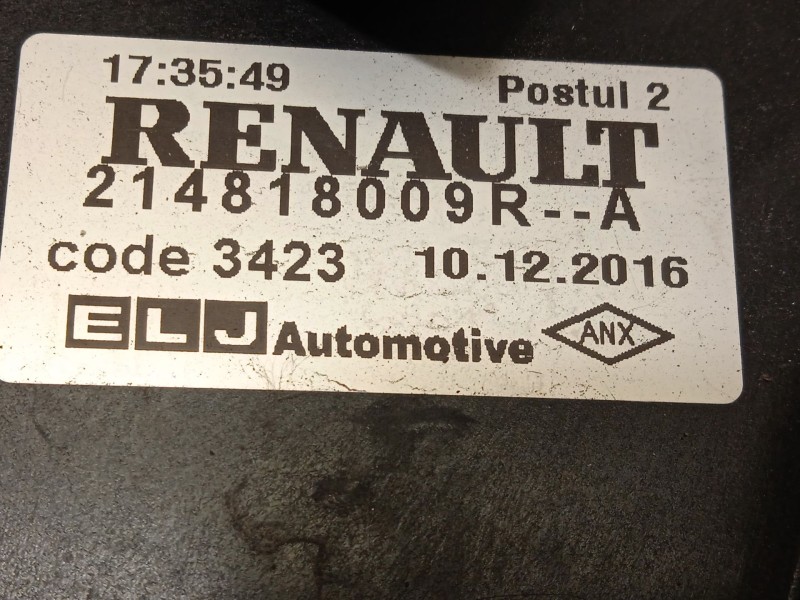 17:35:49 Postul 2
RENAULT
214818009R--A
code 3423 10.12.2016
ELJ Automotive ANX